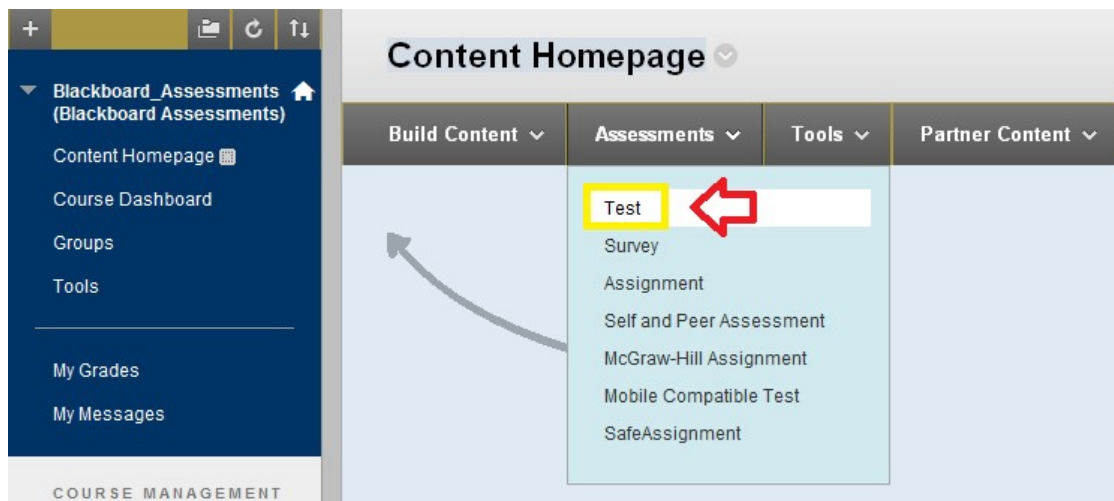 Blackboard_Assessments
(Blackboard Assessments)
Content Homepage
Course Dashboard
Groups
Tools
My Grades
My Messages
COURSE MANAGEMENT
Content Homepage
Build Content
Assessments
Tools
Partner Content
Test
Survey
Assignment
Self and Peer Assessment
McGraw-Hill Assignment
Mobile Compatible Test
SafeAssignment